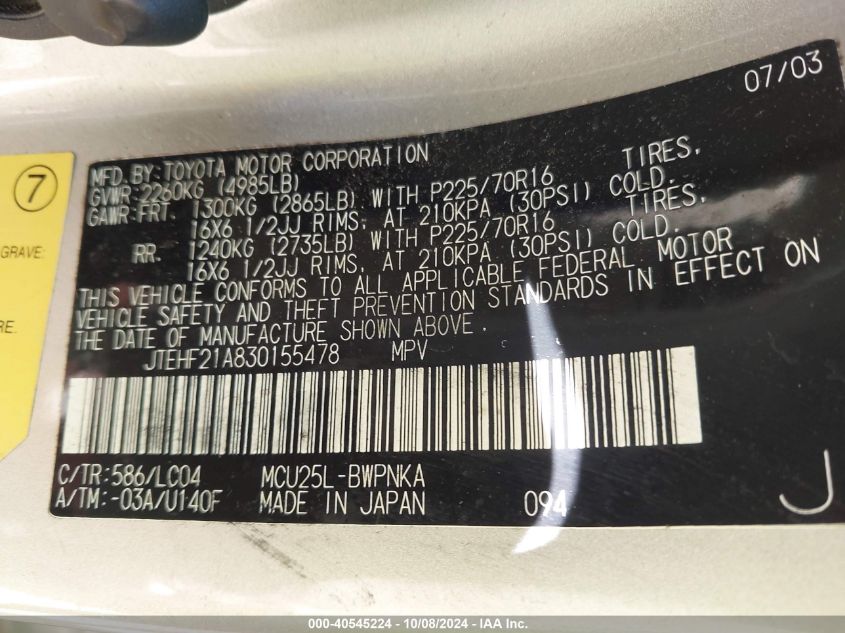 07/03
MFD. BY: TOYOTA MOTOR CORPORATION
GVWR: 2260KG (4985LB)
GAWR: FRT. 1300KG (2865LB) WITH P225/70R16 TIRES,
16X6 1/2JJ RIMS, AT 210KPA (30PSI) COLD.
RR. 1240KG (2735LB) WITH P225/70R16 TIRES,
16X6 1/2JJ RIMS, AT 210KPA (30PSI) COLD.
THIS VEHICLE CONFORMS TO ALL APPLICABLE FEDERAL MOTOR
VEHICLE SAFETY AND THEFT PREVENTION STANDARDS IN EFFECT ON
THE DATE OF MANUFACTURE SHOWN ABOVE.
JTEHF21A830155478 MPV
C/TR: 586/LC04 MCU25L-BWPNKA
A/TM: -03A/U140F MADE IN JAPAN 094 J
7
GRAVE:
RE.
000-40545224 - 10/08/2024 - IAA Inc.